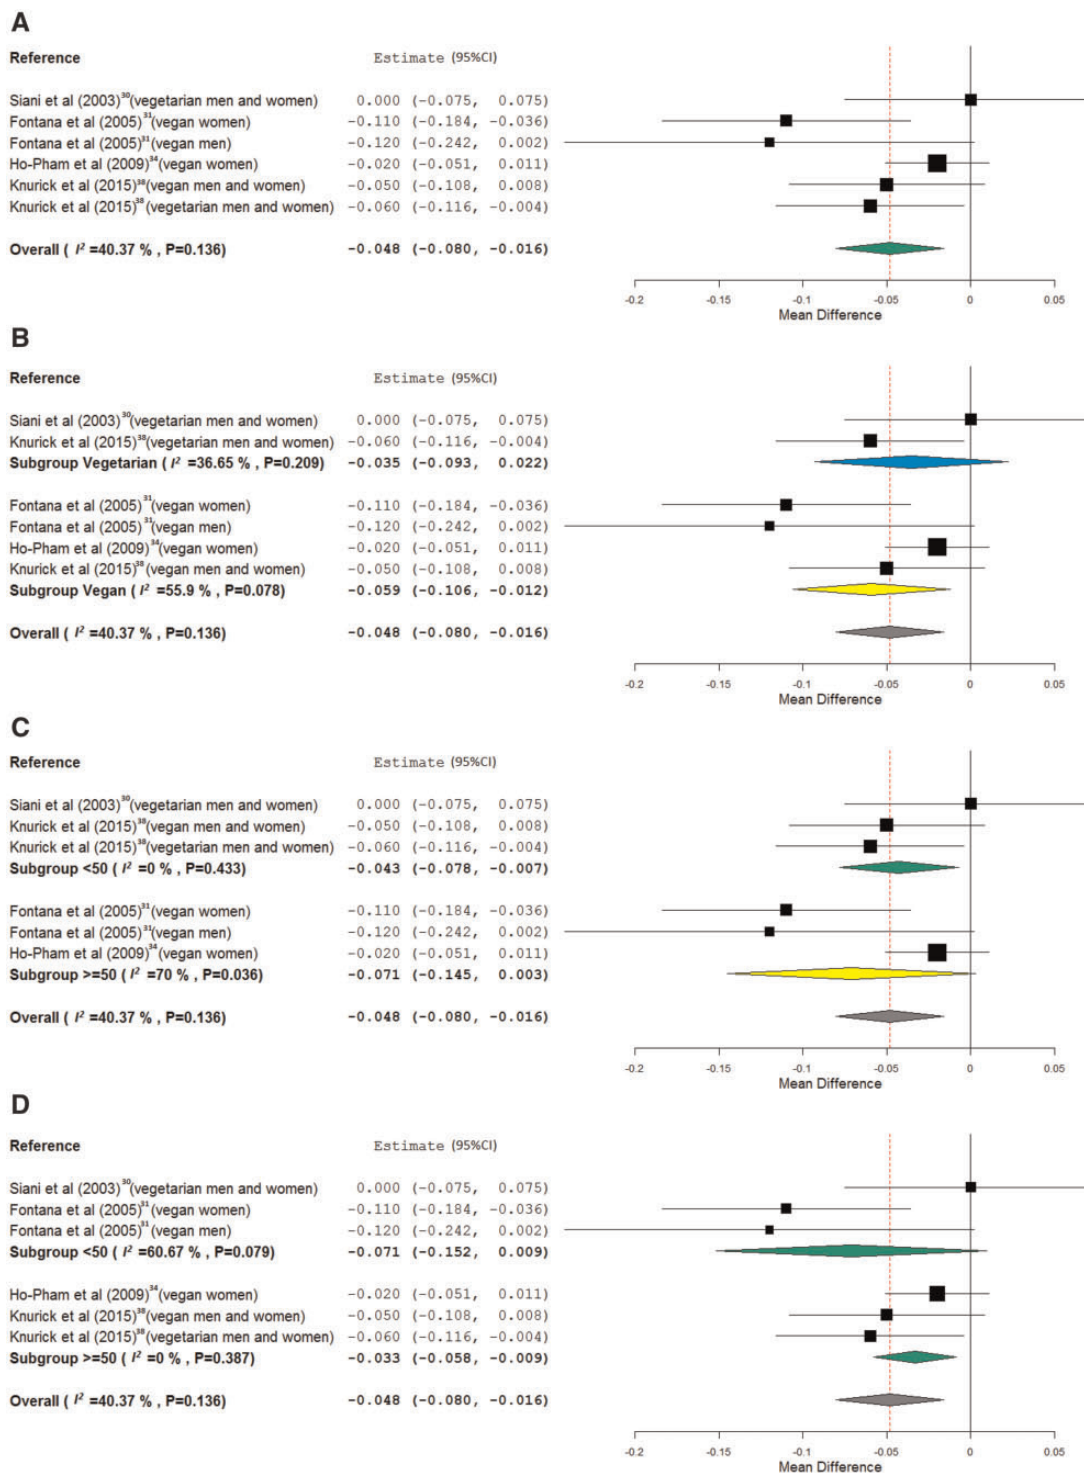 A
Reference Estimate (95%CI)
Siani et al (2003)30(vegetarian men and women) 0.000 (-0.075, 0.075)
Fontana et al (2005)31(vegan women) -0.110 (-0.184, -0.036)
Fontana et al (2005)31(vegan men) -0.120 (-0.242, 0.002)
Ho-Pham et al (2009)34(vegan women) -0.020 (-0.051, 0.011)
Knurick et al (2015)38(vegan men and women) -0.050 (-0.108, 0.008)
Knurick et al (2015)38(vegetarian men and women) -0.060 (-0.116, -0.004)
Overall ( I2 =40.37 % , P=0.136) -0.048 (-0.080, -0.016)
-0.2 -0.15 -0.1 -0.05 0 0.05
Mean Difference
B
Reference Estimate (95%CI)
Siani et al (2003)30(vegetarian men and women) 0.000 (-0.075, 0.075)
Knurick et al (2015)38(vegetarian men and women) -0.060 (-0.116, -0.004)
Subgroup Vegetarian ( I2 =36.65 % , P=0.209) -0.035 (-0.093, 0.022)
Fontana et al (2005)31(vegan women) -0.110 (-0.184, -0.036)
Fontana et al (2005)31(vegan men) -0.120 (-0.242, 0.002)
Ho-Pham et al (2009)34(vegan women) -0.020 (-0.051, 0.011)
Knurick et al (2015)38(vegan men and women) -0.050 (-0.108, 0.008)
Subgroup Vegan ( I2 =55.9 % , P=0.078) -0.059 (-0.106, -0.012)
Overall ( I2 =40.37 % , P=0.136) -0.048 (-0.080, -0.016)
-0.2 -0.15 -0.1 -0.05 0 0.05
Mean Difference
C
Reference Estimate (95%CI)
Siani et al (2003)30(vegetarian men and women) 0.000 (-0.075, 0.075)
Knurick et al (2015)38(vegan men and women) -0.050 (-0.108, 0.008)
Knurick et al (2015)38(vegetarian men and women) -0.060 (-0.116, -0.004)
Subgroup <50 ( I2 =0 % , P=0.433) -0.043 (-0.078, -0.007)
Fontana et al (2005)31(vegan women) -0.110 (-0.184, -0.036)
Fontana et al (2005)31(vegan men) -0.120 (-0.242, 0.002)
Ho-Pham et al (2009)34(vegan women) -0.020 (-0.051, 0.011)
Subgroup >=50 ( I2 =70 % , P=0.036) -0.071 (-0.145, 0.003)
Overall ( I2 =40.37 % , P=0.136) -0.048 (-0.080, -0.016)
-0.2 -0.15 -0.1 -0.05 0 0.05
Mean Difference
D
Reference Estimate (95%CI)
Siani et al (2003)30(vegetarian men and women) 0.000 (-0.075, 0.075)
Fontana et al (2005)31(vegan women) -0.110 (-0.184, -0.036)
Fontana et al (2005)31(vegan men) -0.120 (-0.242, 0.002)
Subgroup <50 ( I2 =60.67 % , P=0.079) -0.071 (-0.152, 0.009)
Ho-Pham et al (2009)34(vegan women) -0.020 (-0.051, 0.011)
Knurick et al (2015)38(vegan men and women) -0.050 (-0.108, 0.008)
Knurick et al (2015)38(vegetarian men and women) -0.060 (-0.116, -0.004)
Subgroup >=50 ( I2 =0 % , P=0.387) -0.033 (-0.058, -0.009)
Overall ( I2 =40.37 % , P=0.136) -0.048 (-0.080, -0.016)
-0.2 -0.15 -0.1 -0.05 0 0.05
Mean Difference